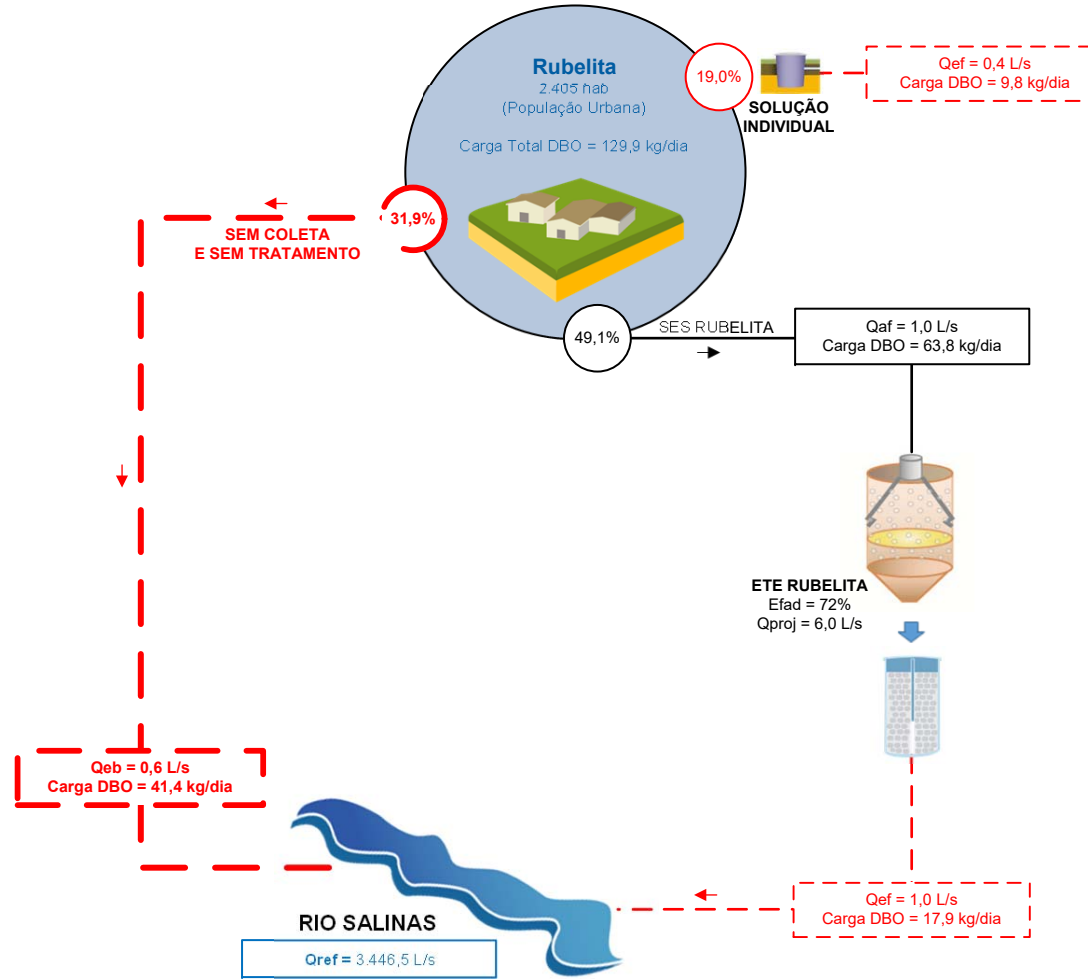 Rubelita
2.405 hab
(População Urbana)
Carga Total DBO = 129,9 kg/dia
19,0%
SOLUÇÃO
INDIVIDUAL
Qef = 0,4 L/s
Carga DBO = 9,8 kg/dia
31,9%
SEM COLETA
E SEM TRATAMENTO
49,1%
SES RUBELITA
Qaf = 1,0 L/s
Carga DBO = 63,8 kg/dia
ETE RUBELITA
Efad = 72%
Qproj = 6,0 L/s
Qeb = 0,6 L/s
Carga DBO = 41,4 kg/dia
Qef = 1,0 L/s
Carga DBO = 17,9 kg/dia
RIO SALINAS
Qref = 3.446,5 L/s